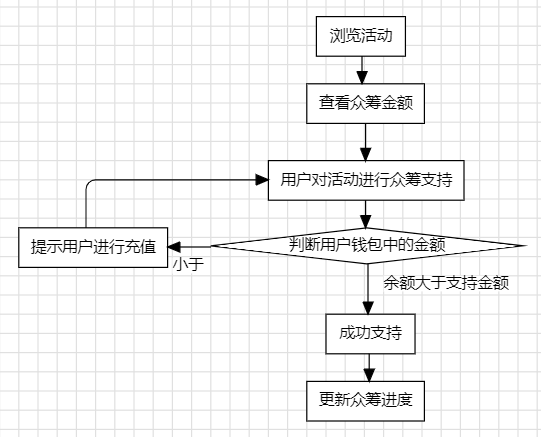 浏览活动
查看众筹金额
用户对活动进行众筹支持
判断用户钱包中的金额
提示用户进行充值
小于
余额大于支持金额
成功支持
更新众筹进度